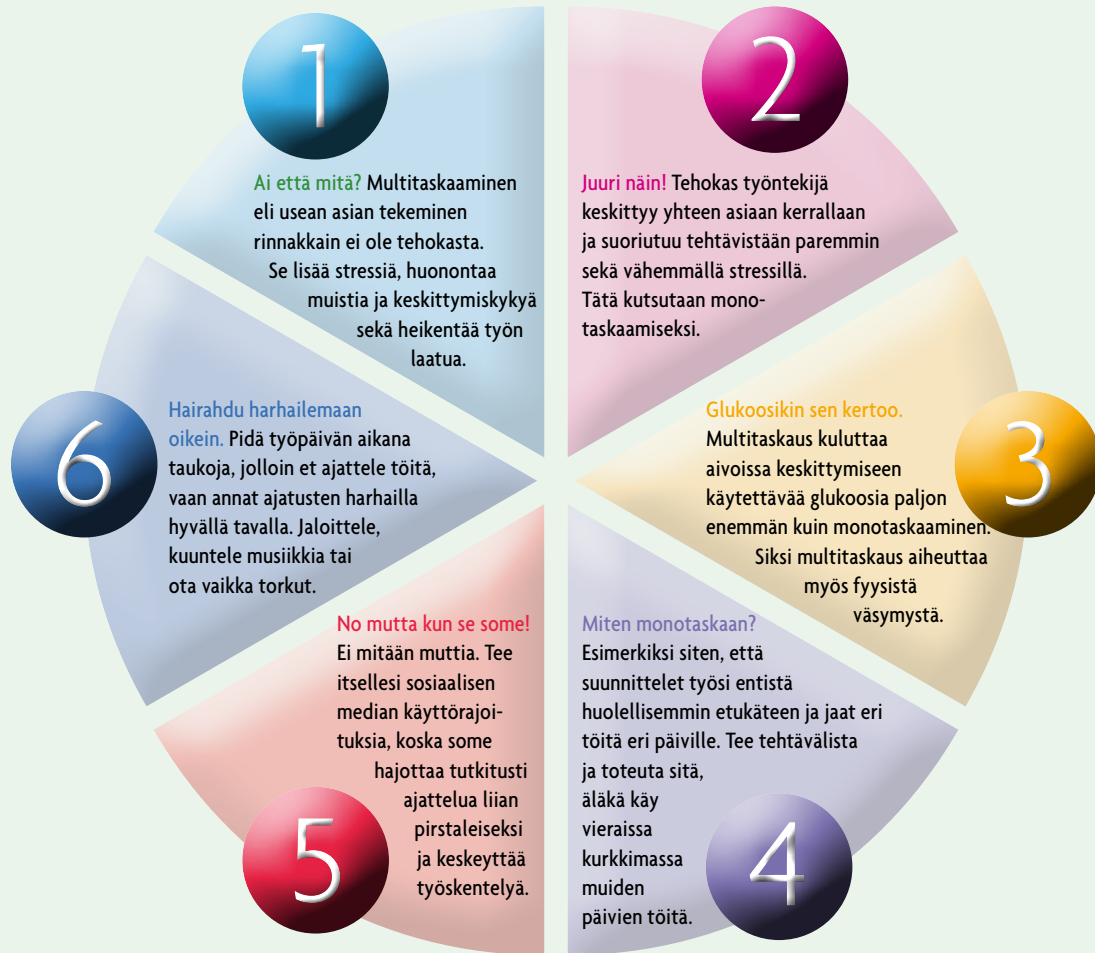 1
Ai että mitä? Multitaskaaminen
eli usean asian tekeminen
rinnakkain ei ole tehokasta.
Se lisää stressiä, huonontaa
muistia ja keskittymiskykyä
sekä heikentää työn
laatua.
2
Juuri näin! Tehokas työntekijä
keskittyy yhteen asiaan kerrallaan
ja suoriutuu tehtävistään paremmin
sekä vähemmällä stressillä.
Tätä kutsutaan mono-
taskaamiseksi.
3
Glukoosikin sen kertoo.
Multitaskaus kuluttaa
aivoissa keskittymiseen
käytettävää glukoosia paljon
enemmän kuin monotaskaaminen.
Siksi multitaskaus aiheuttaa
myös fyysistä
väsymystä.
4
Miten monotaskaan?
Esimerkiksi siten, että
suunnittelet työsi entistä
huolellisemmin etukäteen ja jaat eri
töitä eri päiville. Tee tehtävälista
ja toteuta sitä,
äläkä käy
vieraissa
kurkkimassa
muiden
päivien töitä.
5
No mutta kun se some!
Ei mitään muttia. Tee
itsellesi sosiaalisen
median käyttörajoi-
tuksia, koska some
hajottaa tutkitusti
ajattelua liian
pirstaleiseksi
ja keskeyttää
työskentelyä.
6
Hairahdu harhailemaan
oikein. Pidä työpäivän aikana
taukoja, jolloin et ajattele töitä,
vaan annat ajatusten harhailla
hyvällä tavalla. Jaloittele,
kuuntele musiikkia tai
ota vaikka torkut.